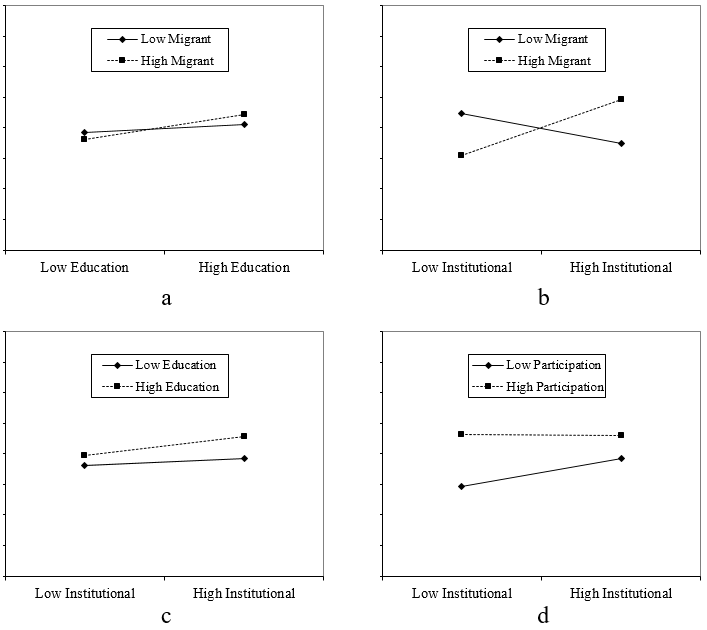 Low Migrant
High Migrant
Low Education
High Education
a
Low Migrant
High Migrant
Low Institutional
High Institutional
b
Low Education
High Education
Low Institutional
High Institutional
c
Low Participation
High Participation
Low Institutional
High Institutional
d